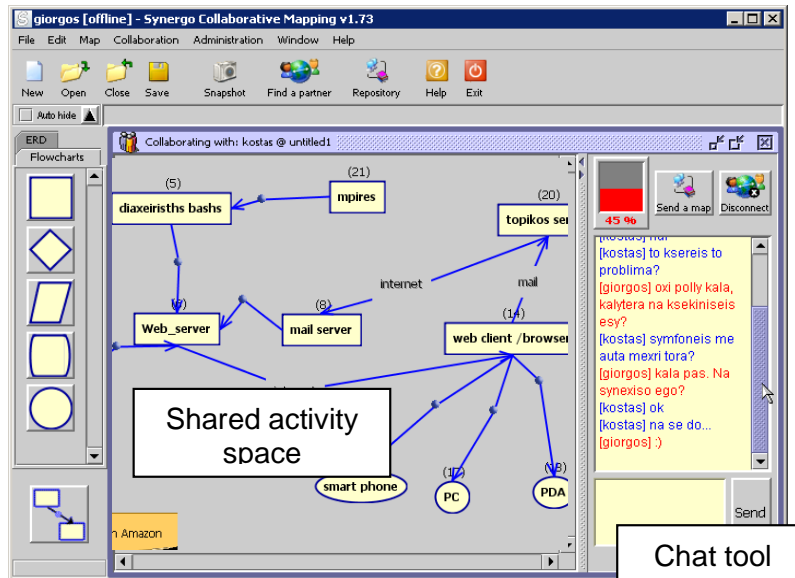 giorgos [offline] - Synergo Collaborative Mapping v1.73
File Edit Map Collaboration Administration Window Help
New Open Close Save Snapshot Find a partner Repository Help Exit
Auto hide
ERD
Flowcharts
Collaborating with: kostas @ untitled1
(5)
diaxeirisths bashs
(21)
mpires
(20)
topikos ser
internet
mail
Web_server
(8)
mail server
(14)
web client /browser
Shared activity
space
smart phone
PC
PDA
n Amazon
45 %
Send a map
Disconnect
[kostas] to ksereis to
problima?
[giorgos] oxi polly kala,
kalytera na ksekiniseis
esy?
[kostas] symfoneis me
auta mexri tora?
[giorgos] kala pas. Na
synexiso ego?
[kostas] ok
[kostas] na se do...
[giorgos] :)
Send
Chat tool